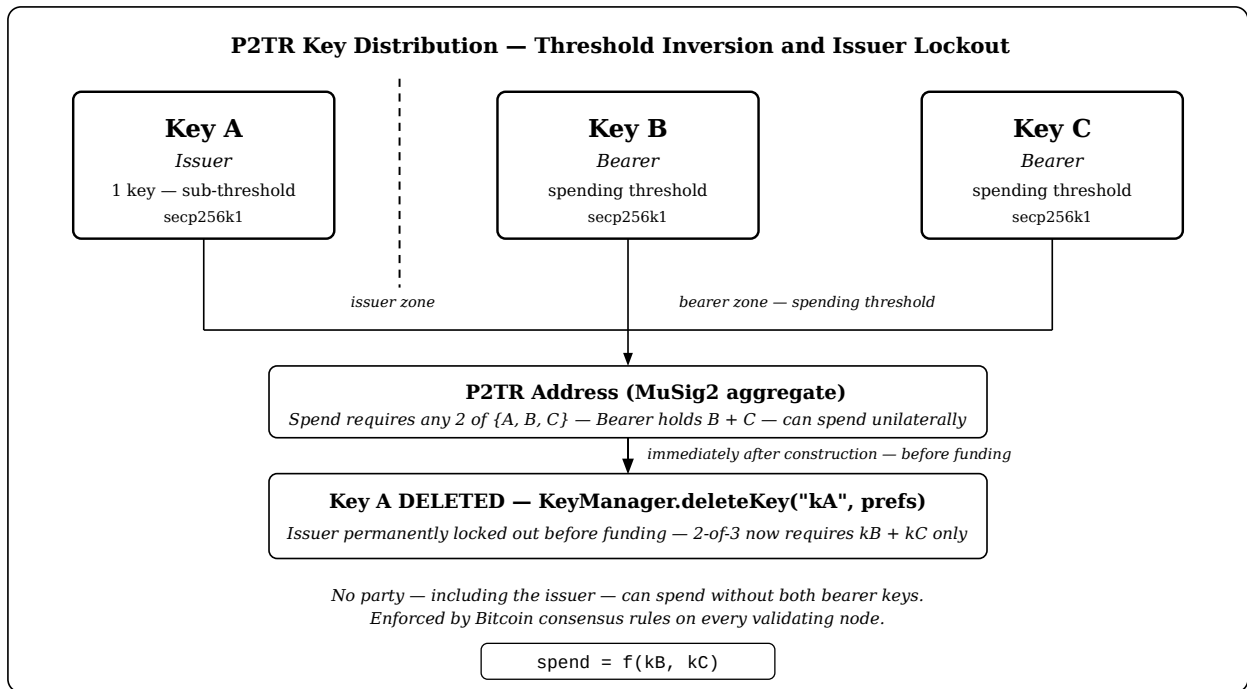 P2TR Key Distribution — Threshold Inversion and Issuer Lockout
Key A
Issuer
1 key — sub-threshold
secp256k1
Key B
Bearer
spending threshold
secp256k1
Key C
Bearer
spending threshold
secp256k1
issuer zone
bearer zone — spending threshold
P2TR Address (MuSig2 aggregate)
Spend requires any 2 of {A, B, C} — Bearer holds B + C — can spend unilaterally
immediately after construction — before funding
Key A DELETED — KeyManager.deleteKey("kA", prefs)
Issuer permanently locked out before funding — 2-of-3 now requires kB + kC only
No party — including the issuer — can spend without both bearer keys.
Enforced by Bitcoin consensus rules on every validating node.
spend = f(kB, kC)